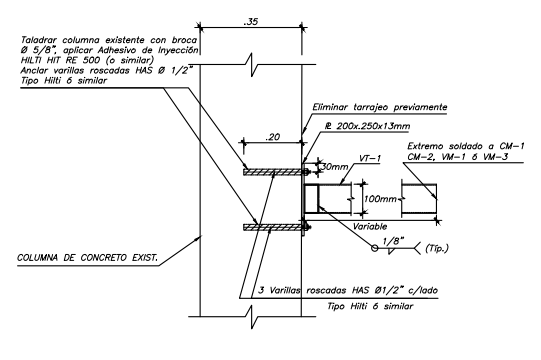 .35
Taladrar columna existente con broca
Ø 5/8", aplicar Adhesivo de Inyección
HILTI HIT RE 500 (o similar)
Anclar varillas roscadas HAS Ø 1/2"
Tipo Hilti ó similar
Eliminar tarrajeo previamente
.20
PL 200x.250x13mm
30mm
VT-1
Extremo soldado a CM-1
CM-2, VM-1 ó VM-3
100mm
Variable
1/8"
(Típ.)
COLUMNA DE CONCRETO EXIST.
3 Varillas roscadas HAS Ø1/2" c/lado
Tipo Hilti ó similar